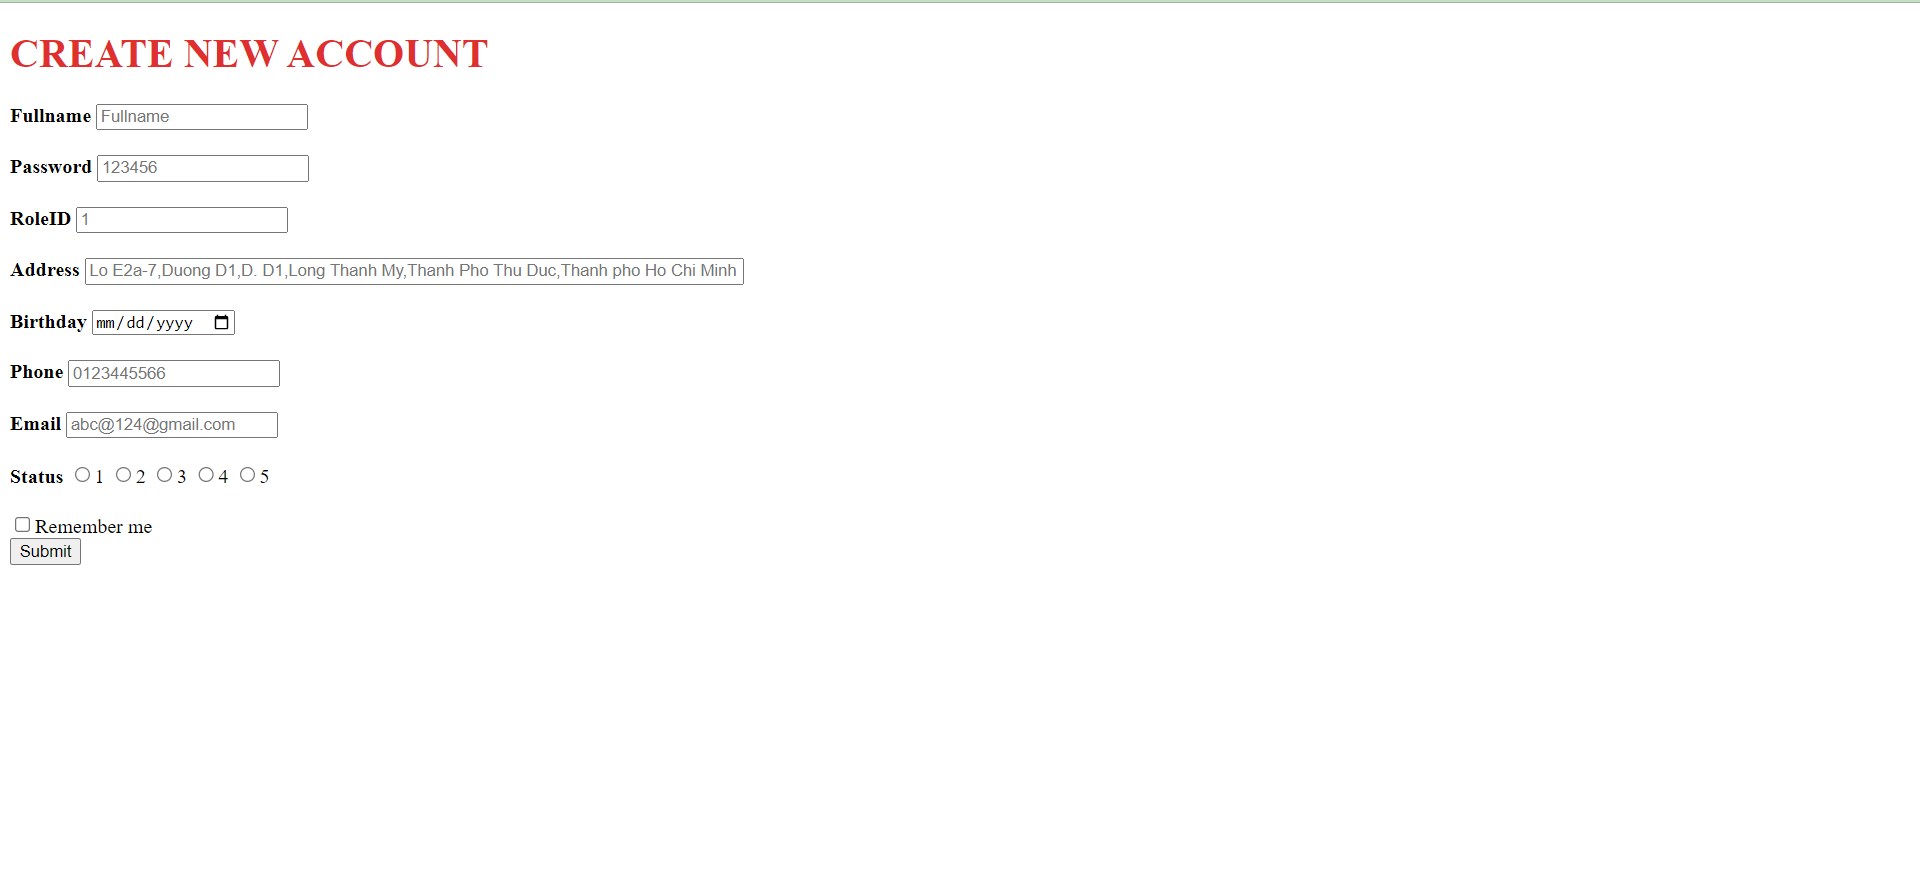 CREATE NEW ACCOUNT
Fullname Fullname
Password 123456
RoleID 1
Address Lo E2a-7,Duong D1,D. D1,Long Thanh My,Thanh Pho Thu Duc,Thanh pho Ho Chi Minh
Birthday mm/dd/yyyy
Phone 0123445566
Email abc@124@gmail.com
Status 1 2 3 4 5
Remember me
Submit